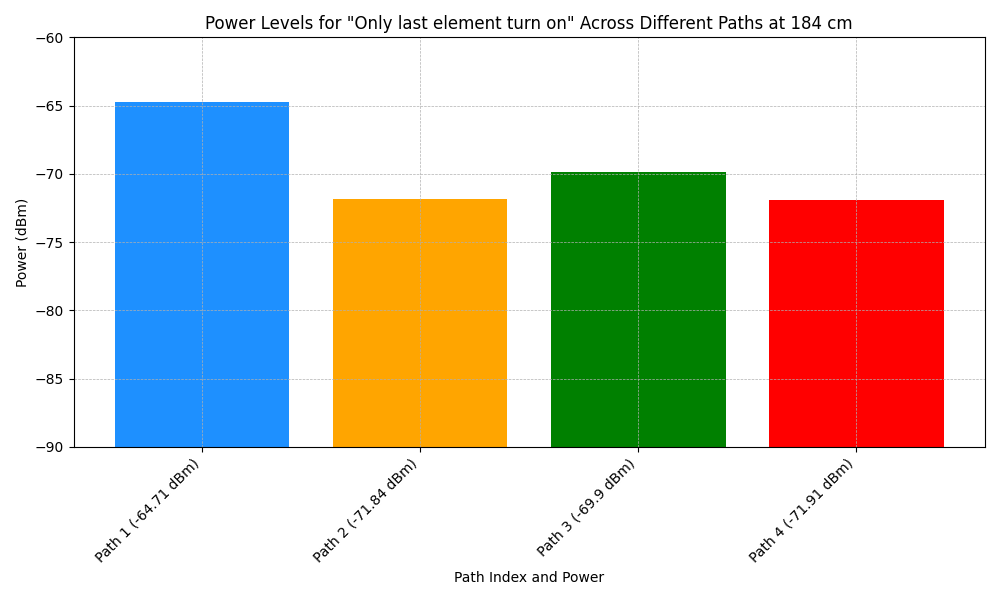 Power Levels for "Only last element turn on" Across Different Paths at 184 cm
Power (dBm)
−60
−65
−70
−75
−80
−85
−90
Path 1 (-64.71 dBm)
Path 2 (-71.84 dBm)
Path 3 (-69.9 dBm)
Path 4 (-71.91 dBm)
Path Index and Power